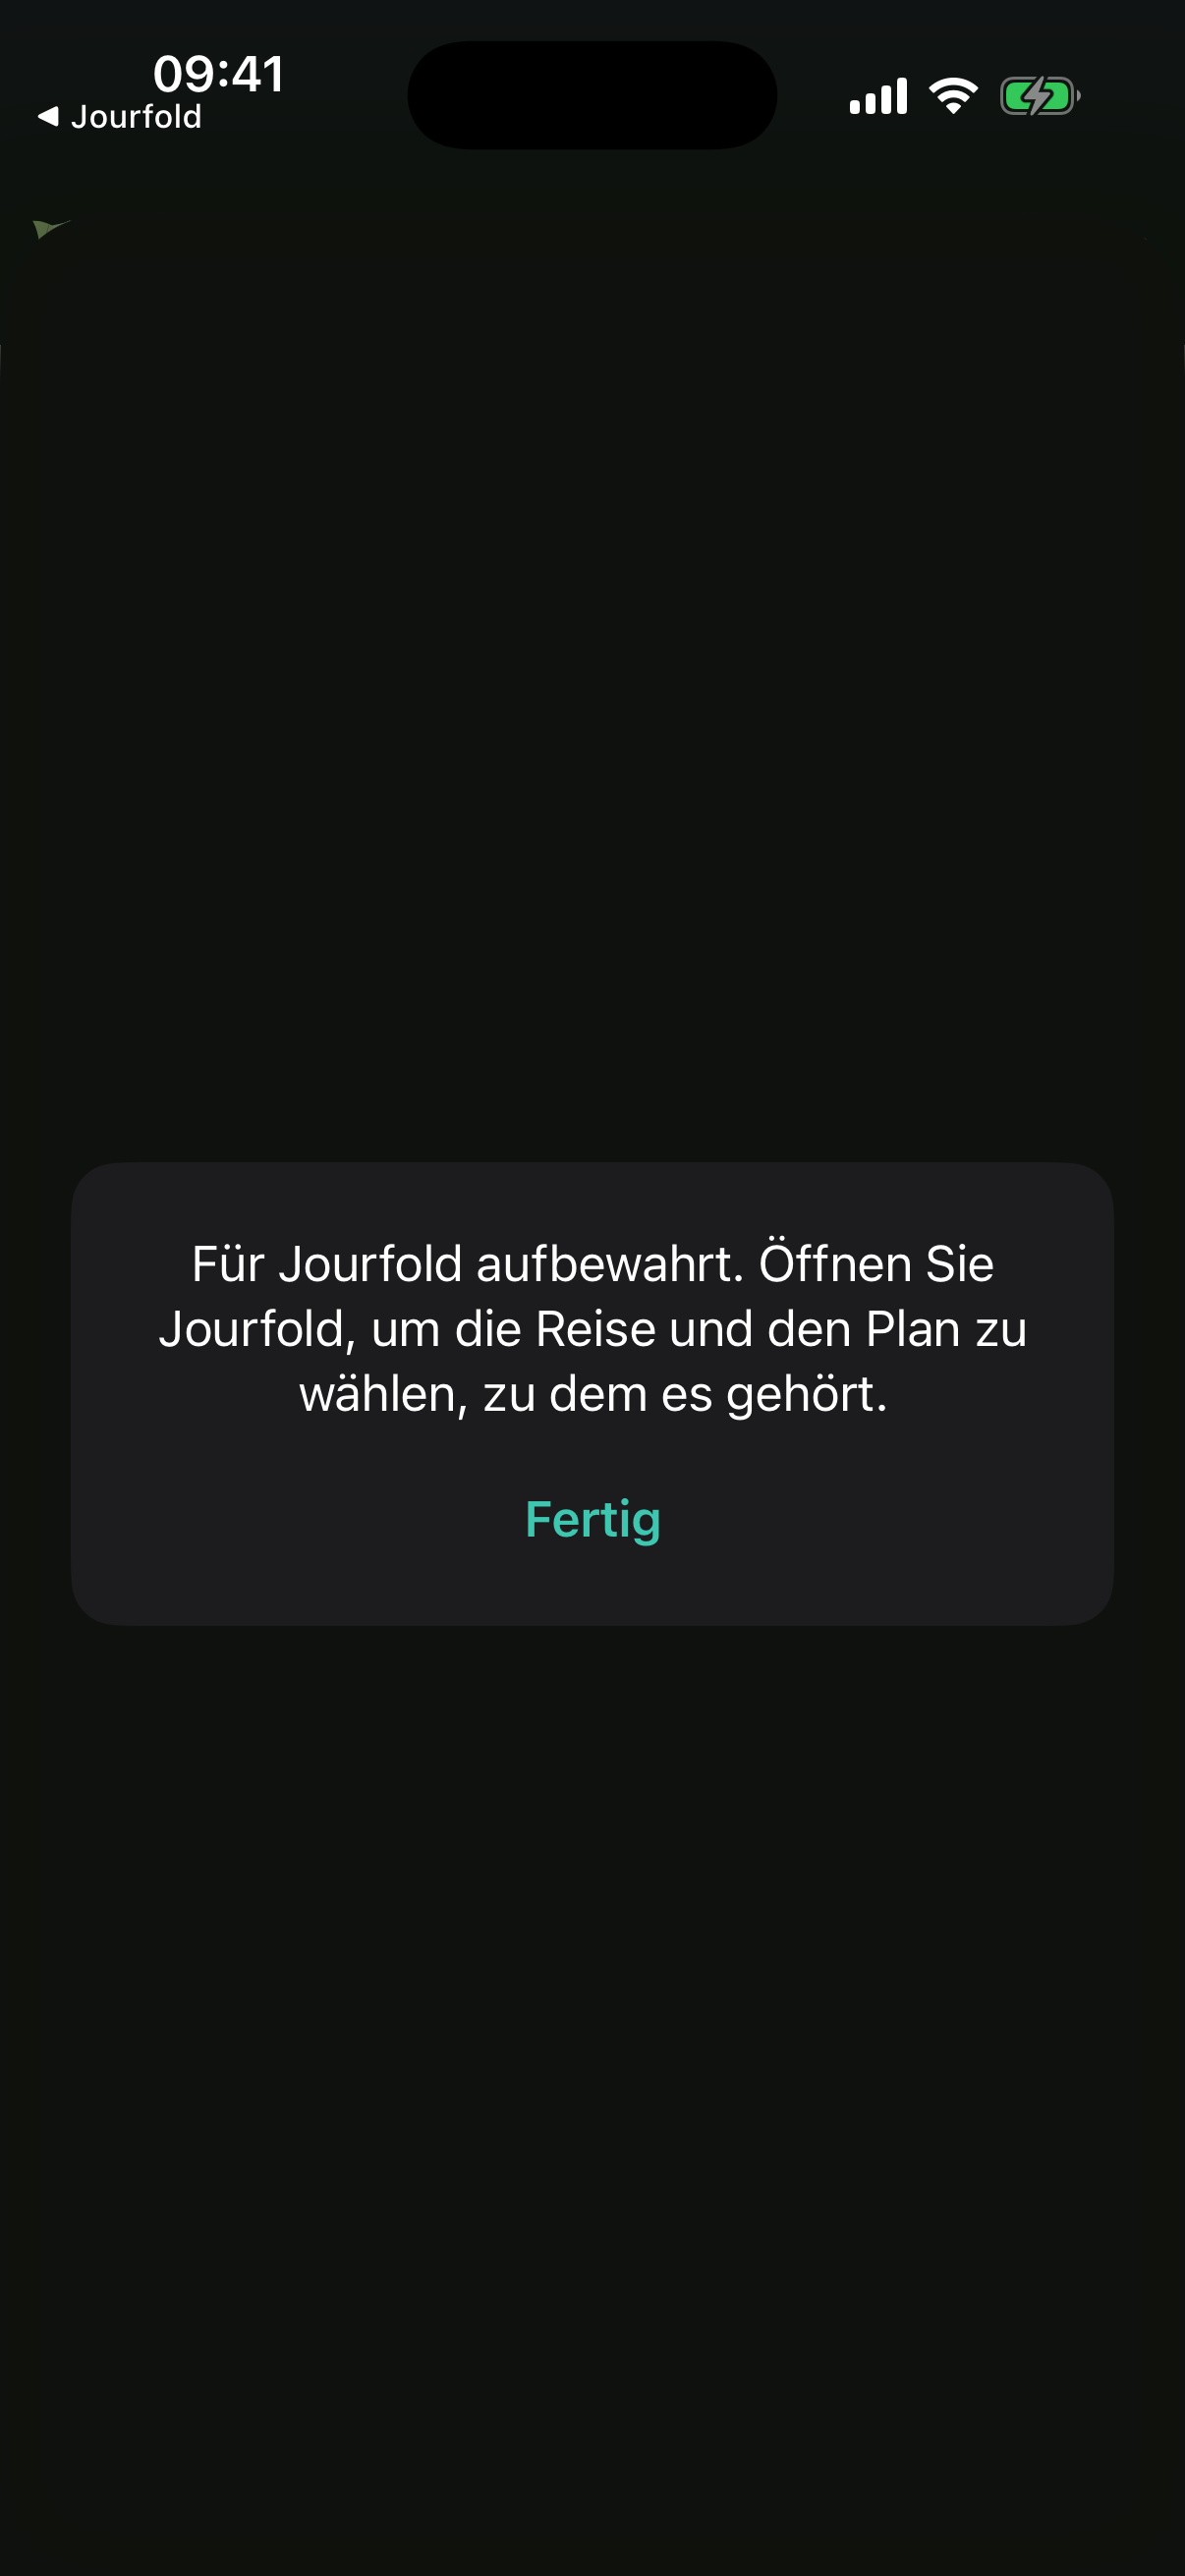 09:41
Jourfold
Für Jourfold aufbewahrt. Öffnen Sie
Jourfold, um die Reise und den Plan zu
wählen, zu dem es gehört.
Fertig